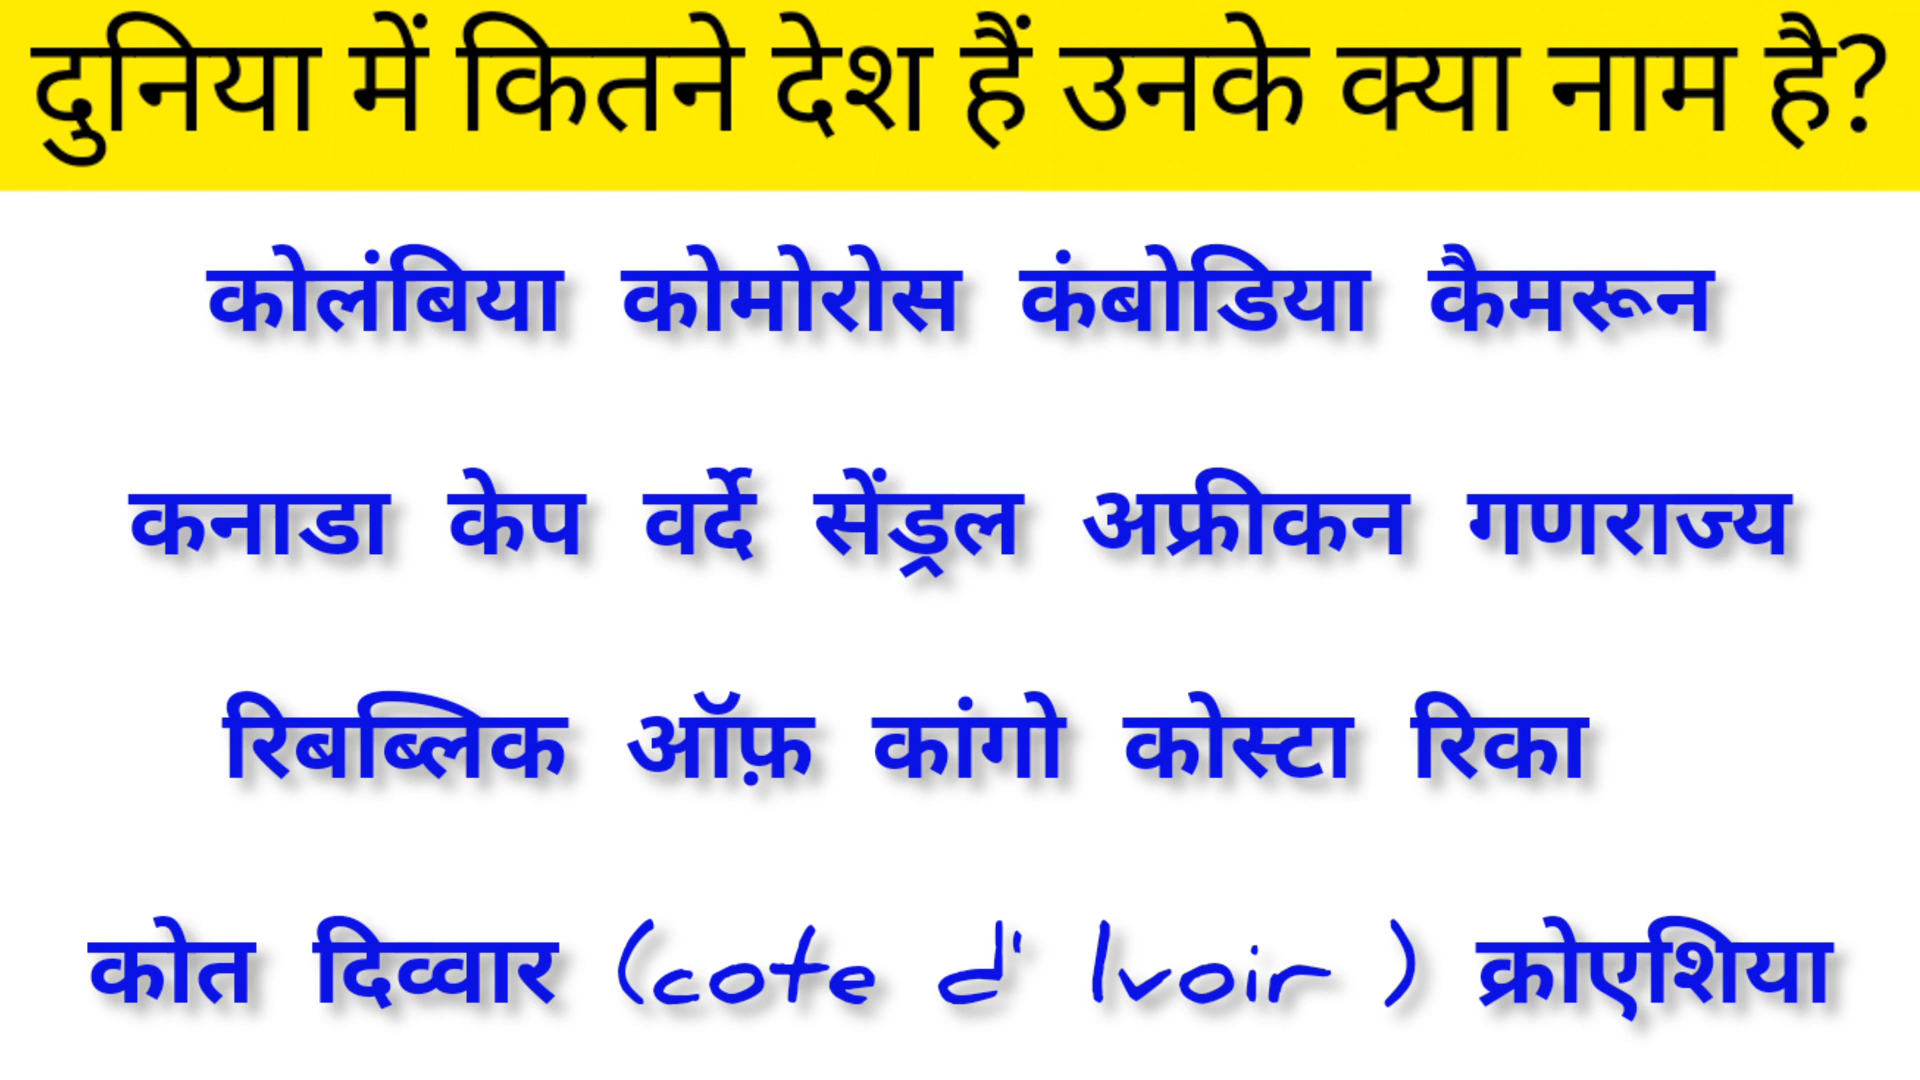 दुनिया में कितने देश हैं उनके क्या नाम है?
कोलंबिया कोमोरोस कंबोडिया कैमरून
कनाडा केप वर्दे सेंड्रल अफ्रीकन गणराज्य
रिबब्लिक ऑफ़ कांगो कोस्टा रिका
कोत दिव्वार (cote d' Ivoir ) क्रोएशिया